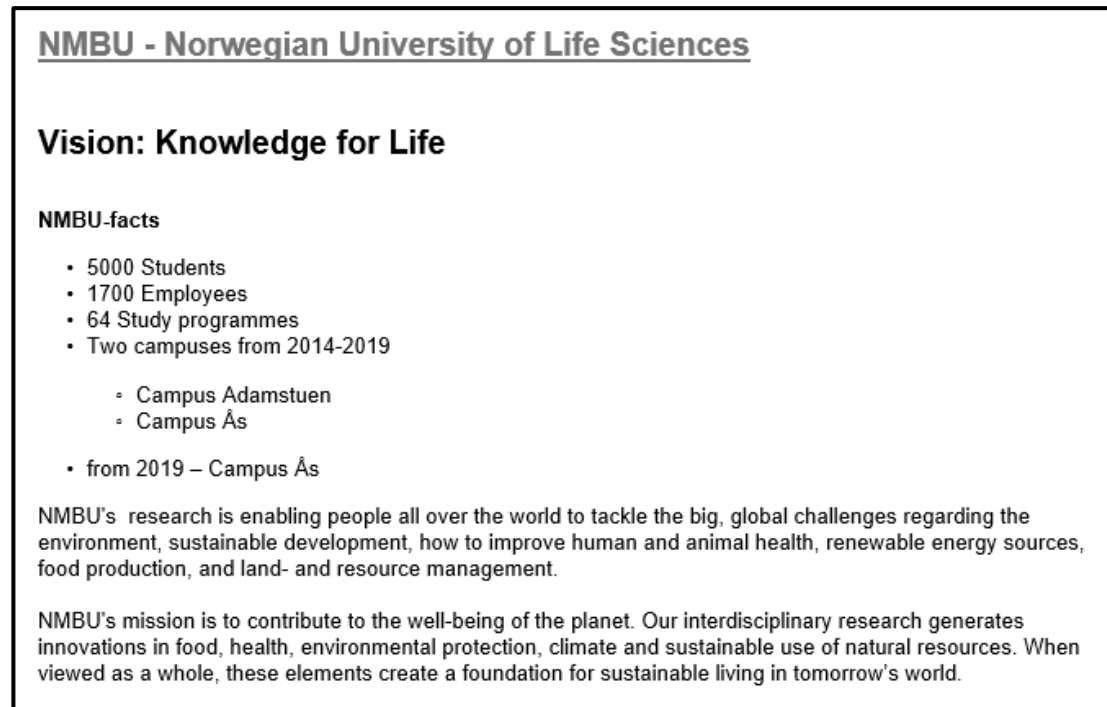 NMBU - Norwegian University of Life Sciences
Vision: Knowledge for Life
NMBU-facts
• 5000 Students
• 1700 Employees
• 64 Study programmes
• Two campuses from 2014-2019
◦ Campus Adamstuen
◦ Campus Ås
• from 2019 – Campus Ås
NMBU's  research is enabling people all over the world to tackle the big, global challenges regarding the
environment, sustainable development, how to improve human and animal health, renewable energy sources,
food production, and land- and resource management.
NMBU's mission is to contribute to the well-being of the planet. Our interdisciplinary research generates
innovations in food, health, environmental protection, climate and sustainable use of natural resources. When
viewed as a whole, these elements create a foundation for sustainable living in tomorrow’s world.